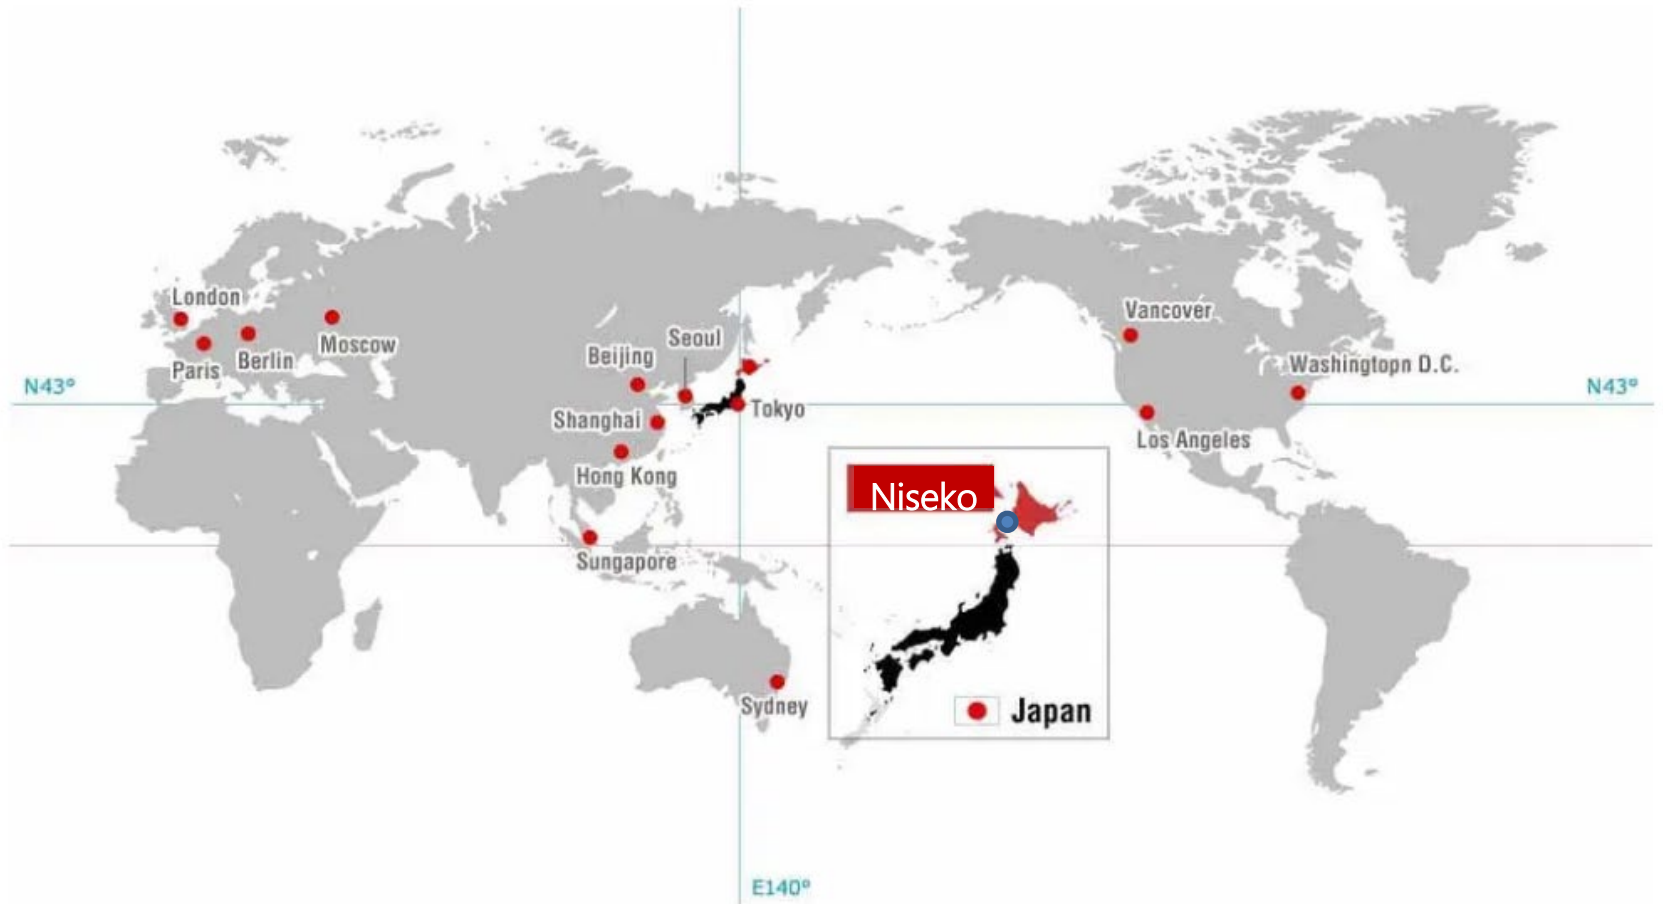 London
Vancover
Seoul
Moscow
Beijing
Berlin
Paris
Washingtopn D.C.
N43°
N43°
Tokyo
Shanghai
Los Angeles
Hong Kong
Niseko
Sungapore
Sydney
Japan
E140°